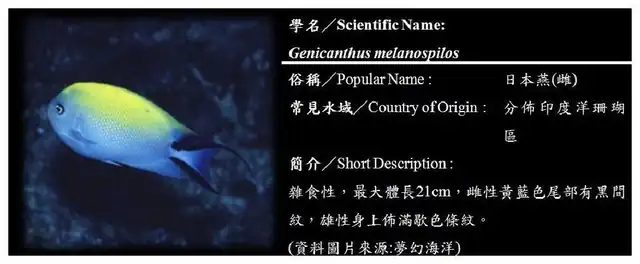 學名／Scientific Name:
Genicanthus melanospilos
俗稱／Popular Name : 日本燕(雌)
常見水域／Country of Origin : 分佈印度洋珊瑚
區
簡介／Short Description :
雜食性，最大體長21cm，雌性黃藍色尾部有黑間
紋，雄性身上佈滿歇色條紋。
(資料圖片來源:夢幻海洋)